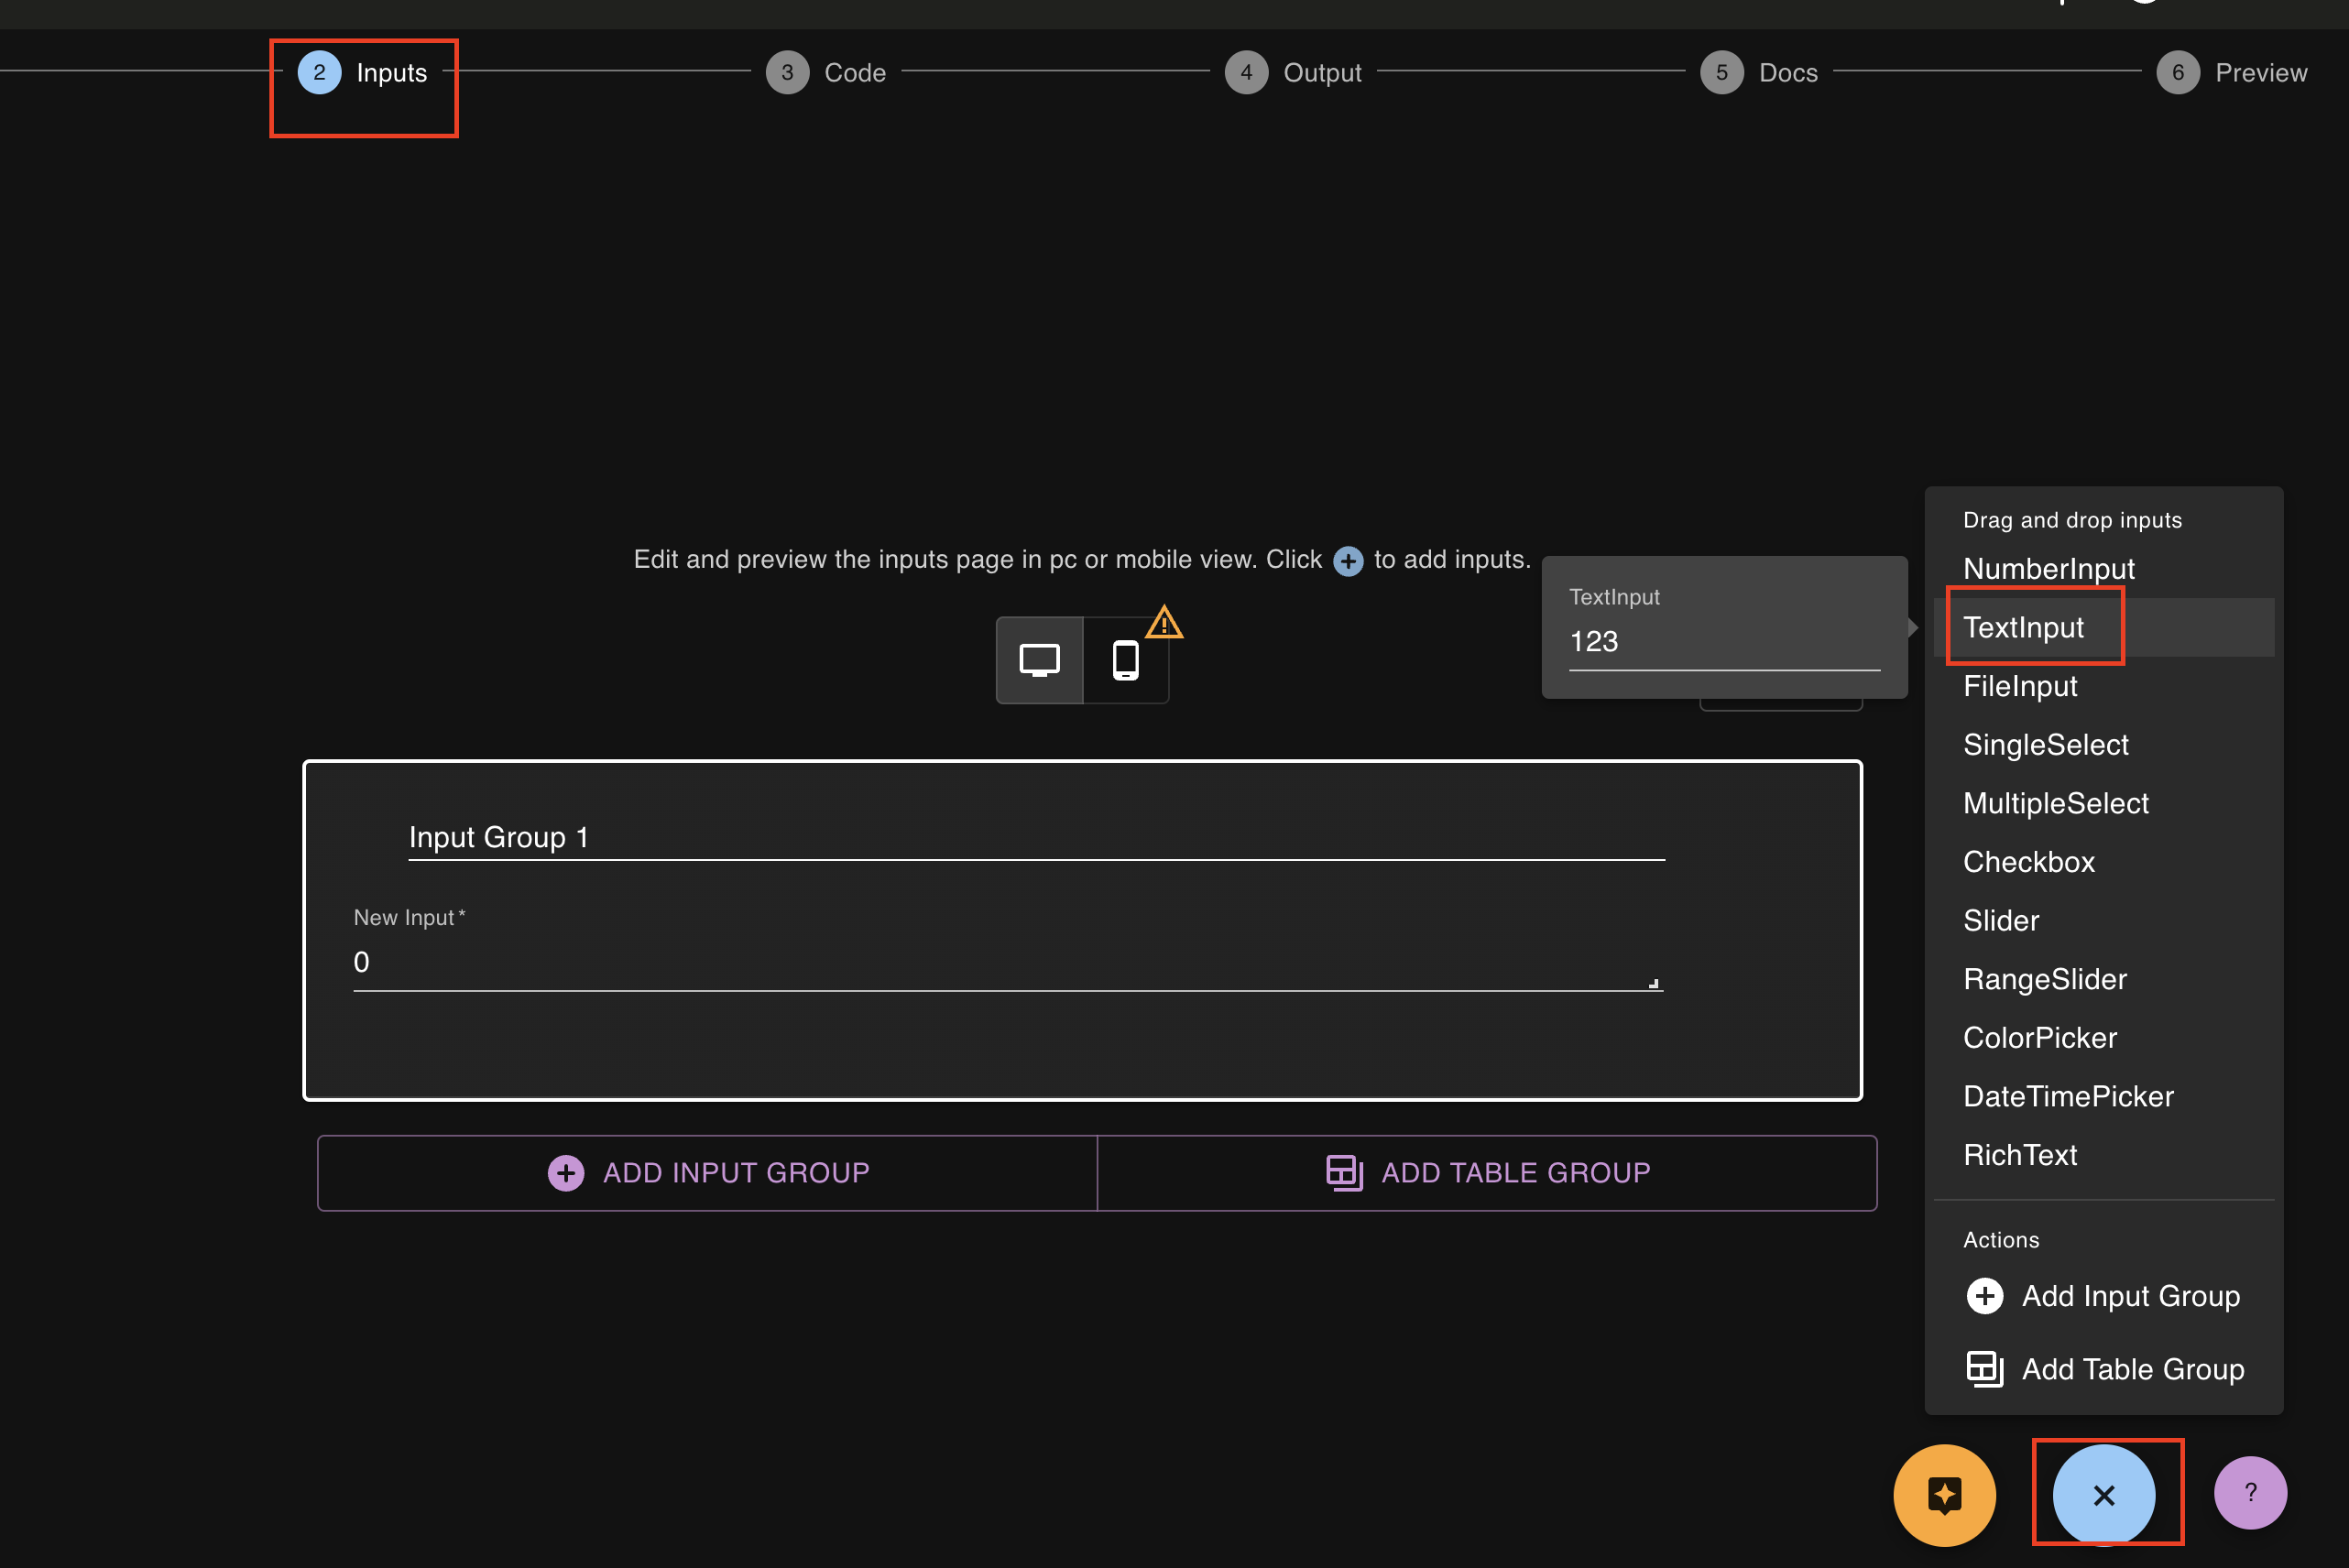 2 Inputs
3 Code
4 Output
5 Docs
6 Preview
Edit and preview the inputs page in pc or mobile view. Click + to add inputs.
TextInput
123
Input Group 1
New Input *
0
ADD INPUT GROUP
ADD TABLE GROUP
Drag and drop inputs
NumberInput
TextInput
FileInput
SingleSelect
MultipleSelect
Checkbox
Slider
RangeSlider
ColorPicker
DateTimePicker
RichText
Actions
Add Input Group
Add Table Group
?